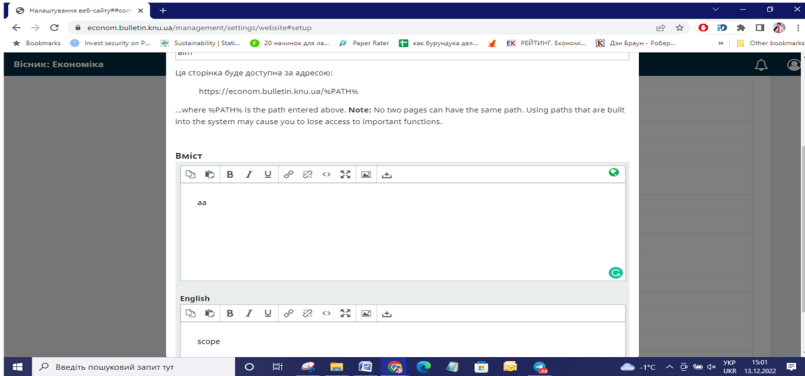 Налаштування веб-сайту##com
econom.bulletin.knu.ua/management/settings/website#setup
Bookmarks Invest security on P... Sustainability | Stati... 20 начинок для ла... Paper Rater как бурундука дел... РЕЙТИНГ. Економі... Дэн Браун - Робер... » Other bookmarks
Вісник: Економіка
Ця сторінка буде доступна за адресою:
https://econom.bulletin.knu.ua/%PATH%
...where %PATH% is the path entered above. Note: No two pages can have the same path. Using paths that are built
into the system may cause you to lose access to important functions.
Вміст
B I U
aa
English
B I U
scope
Введіть пошуковий запит тут
-1°C УКР 15:01
UKR 13.12.2022